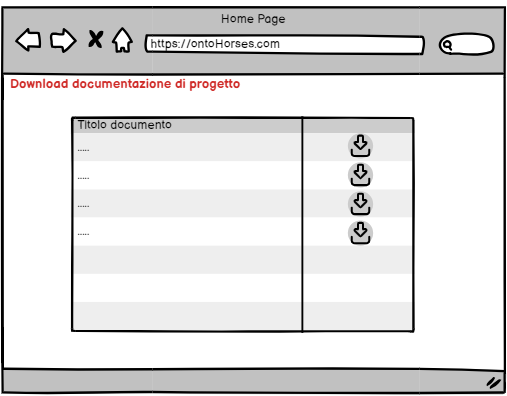 Home Page
https://ontoHorses.com
Download documentazione di progetto
Titolo documento
.....
.....
.....
.....